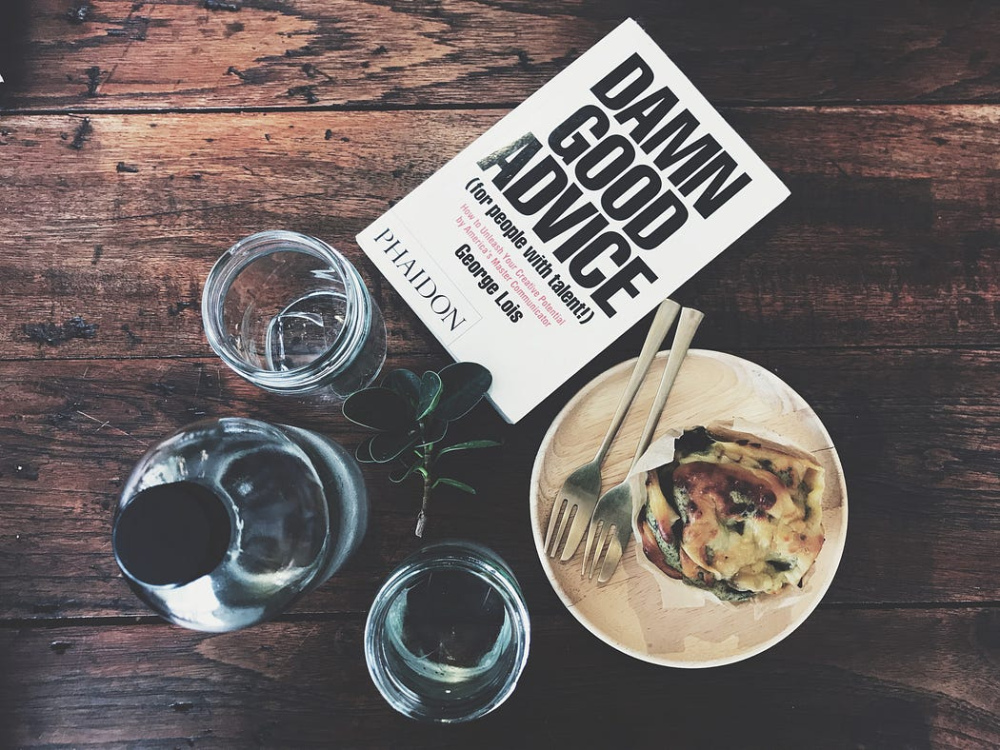 DAMN
GOOD
ADVICE
(for people with talent!)
How to Unleash Your Creative Potential
by America's Master Communicator
George Lois
PHAIDON